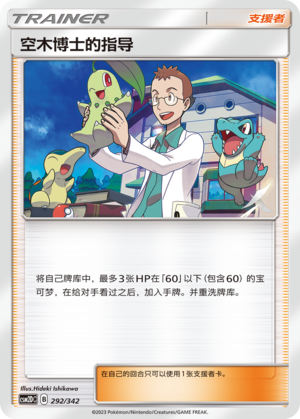 TRAINER 支援者
空木博士的指导
将自己牌库中，最多3张HP在「60」以下（包含60）的宝
可梦，在给对手看过之后，加入手牌。并重洗牌库。
在自己的回合只可以使用1张支援者卡。
Illus.Hideki Ishikawa
CSM2DC B 292/342
©2023 Pokémon/Nintendo/Creatures/GAME FREAK.